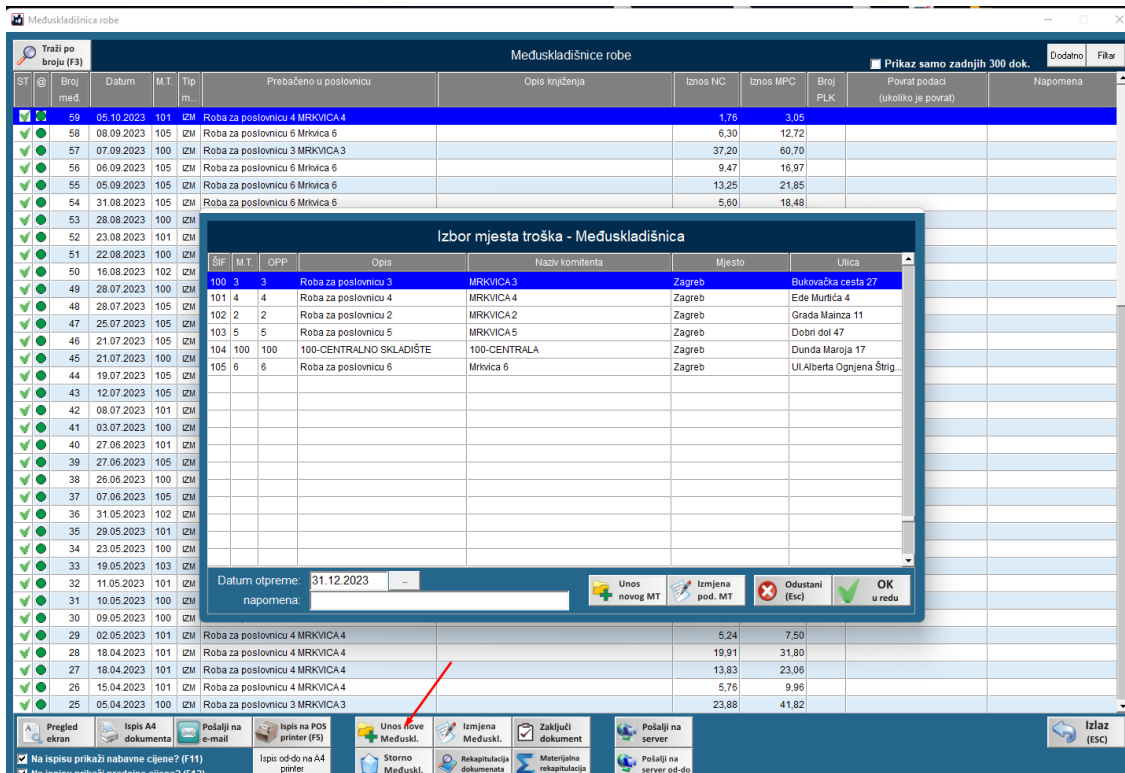 Međuskladišnica robe
Traži po
broju (F3)
Međuskladišnice robe
Prikaz samo zadnjih 300 dok.
Dodatno Filtar
ST @ Broj Datum M.T. Tip Prebačeno u poslovnicu Opis knjiženja Iznos NC Iznos MPC Broj Povrat podaci Napomena
međ. m... PLK (ukoliko je povrat)
59 05.10.2023 101 IZM Roba za poslovnicu 4 MRKVICA 4 1,76 3,05
58 08.09.2023 105 IZM Roba za poslovnicu 6 Mrkvica 6 6,30 12,72
57 07.09.2023 100 IZM Roba za poslovnicu 3 MRKVICA 3 37,20 60,70
56 06.09.2023 105 IZM Roba za poslovnicu 6 Mrkvica 6 9,47 16,97
55 05.09.2023 105 IZM Roba za poslovnicu 6 Mrkvica 6 13,25 21,85
54 31.08.2023 105 IZM Roba za poslovnicu 6 Mrkvica 6 5,60 18,48
53 28.08.2023 100 IZM
52 23.08.2023 101 IZM
51 22.08.2023 100 IZM
50 16.08.2023 102 IZM
49 28.07.2023 100 IZM
48 28.07.2023 105 IZM
47 25.07.2023 105 IZM
46 21.07.2023 105 IZM
45 21.07.2023 100 IZM
44 19.07.2023 105 IZM
43 12.07.2023 105 IZM
42 08.07.2023 101 IZM
41 03.07.2023 100 IZM
40 27.06.2023 101 IZM
39 27.06.2023 105 IZM
38 26.06.2023 100 IZM
37 07.06.2023 105 IZM
36 31.05.2023 102 IZM
35 29.05.2023 101 IZM
34 23.05.2023 100 IZM
33 19.05.2023 103 IZM
32 11.05.2023 101 IZM
31 10.05.2023 100 IZM
30 09.05.2023 100 IZM
29 02.05.2023 101 IZM Roba za poslovnicu 4 MRKVICA 4 5,24 7,50
28 18.04.2023 101 IZM Roba za poslovnicu 4 MRKVICA 4 19,91 31,80
27 18.04.2023 101 IZM Roba za poslovnicu 4 MRKVICA 4 13,83 23,06
26 15.04.2023 101 IZM Roba za poslovnicu 4 MRKVICA 4 5,76 9,96
25 05.04.2023 100 IZM Roba za poslovnicu 3 MRKVICA 3 23,88 41,82
Izbor mjesta troška - Međuskladišnica
ŠIF M.T. OPP Opis Naziv komitenta Mjesto Ulica
100 3 3 Roba za poslovnicu 3 MRKVICA 3 Zagreb Bukovačka cesta 27
101 4 4 Roba za poslovnicu 4 MRKVICA 4 Zagreb Ede Murtića 4
102 2 2 Roba za poslovnicu 2 MRKVICA 2 Zagreb Grada Mainza 11
103 5 5 Roba za poslovnicu 5 MRKVICA 5 Zagreb Dobri dol 47
104 100 100 100-CENTRALNO SKLADIŠTE 100-CENTRALA Zagreb Dunda Maroja 17
105 6 6 Roba za poslovnicu 6 Mrkvica 6 Zagreb Ul.Alberta Ognjena Štrig...
Datum otpreme: 31.12.2023 ...
napomena:
Unos
novog MT
Izmjena
pod. MT
Odustani
(Esc)
OK
u redu
Pregled
ekran
Ispis A4
dokumenta
Pošalji na
e-mail
Ispis na POS
printer (F5)
Unos nove
Međuskl.
Izmjena
Međuskl.
Zaključi
dokument
Pošalji na
server
Izlaz
(ESC)
Na ispisu prikaži nabavne cijene? (F11)
Na ispisu prikaži prodajne cijene? (F12)
Ispis od-do na A4
printer
Storno
Međuskl.
Rekapitulacija
dokumenata
Materijalna
rekapitulacija
Pošalji na
server od-do